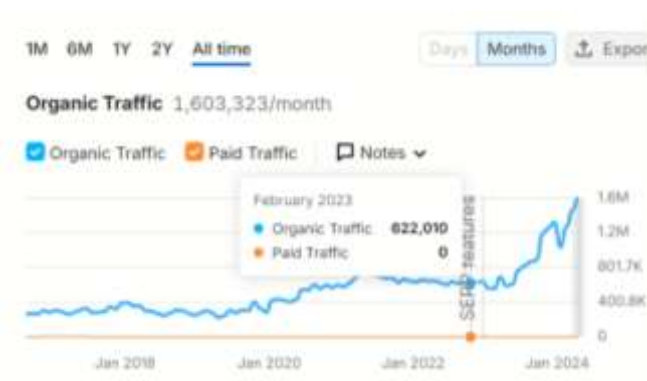 1M 6M 1Y 2Y All time Days Months Expor
Organic Traffic 1,603,323/month
Organic Traffic Paid Traffic Notes
February 2023
Organic Traffic 622,010
Paid Traffic 0
SERP features
1.6M
1.2M
801.7K
400.8K
0
Jan 2018 Jan 2020 Jan 2022 Jan 2024